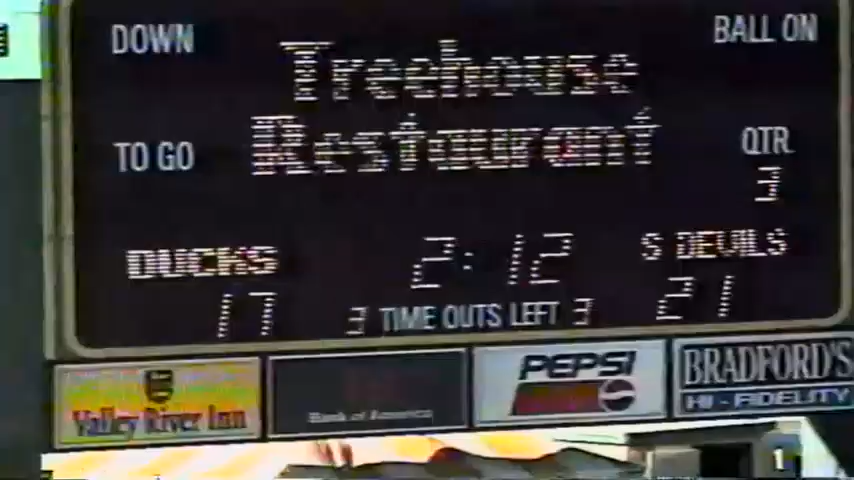 DOWN
BALL ON
Treehouse
Restaurant
TO GO
QTR.
3
DUCKS
2:12
S DEVILS
17
3 TIME OUTS LEFT 3
21
Valley River Inn
Bank of America
PEPSI
BRADFORD'S
HI-FIDELITY